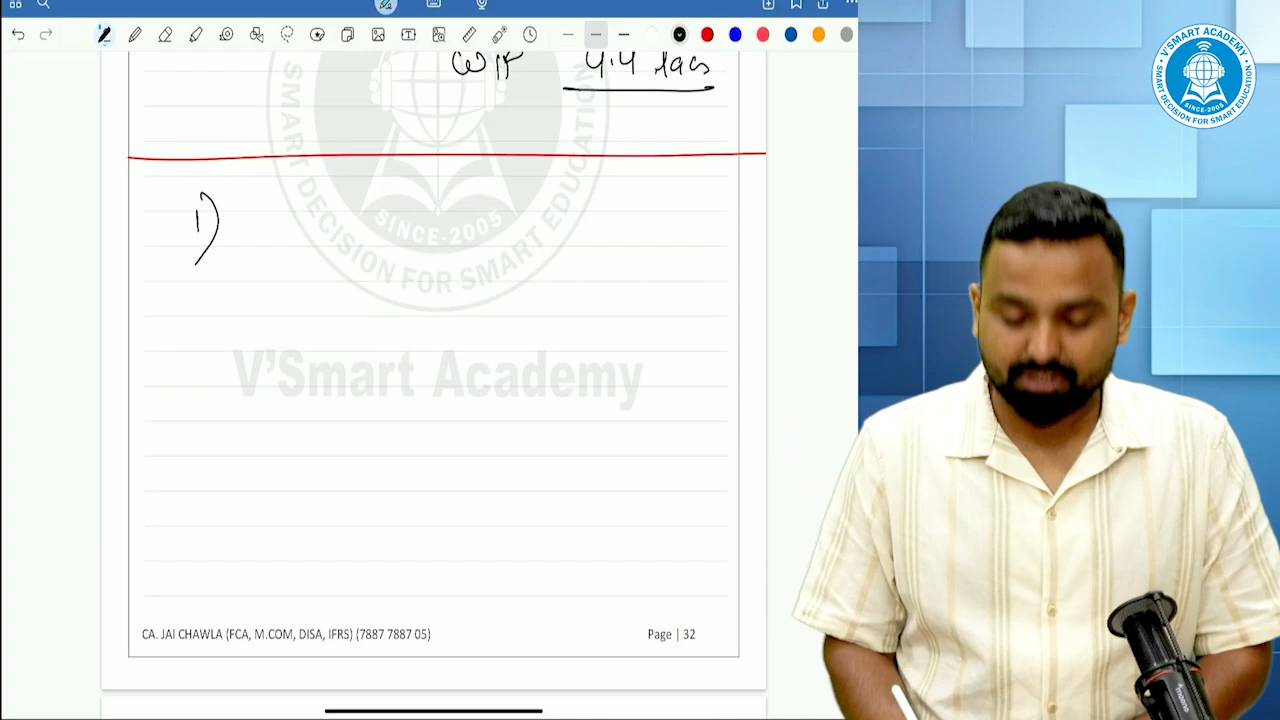 WIP 4.4 lacs
SMART DECISION FOR SMART EDUCATION
SINCE-2005
1)
V'Smart Academy
CA. JAI CHAWLA (FCA, M.COM, DISA, IFRS) (7887 7887 05)
Page | 32
V'SMART ACADEMY
SINCE-2005
SMART DECISION FOR SMART EDUCATION